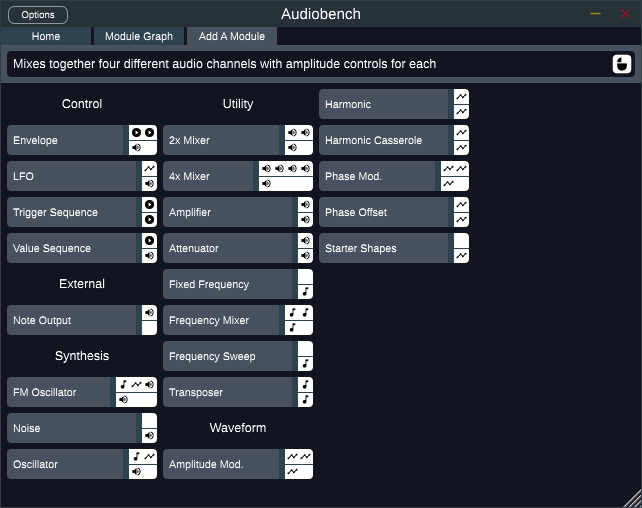 Options
Audiobench
Home
Module Graph
Add A Module
Mixes together four different audio channels with amplitude controls for each
Control
Envelope
LFO
Trigger Sequence
Value Sequence
External
Note Output
Synthesis
FM Oscillator
Noise
Oscillator
Utility
2x Mixer
4x Mixer
Amplifier
Attenuator
Fixed Frequency
Frequency Mixer
Frequency Sweep
Transposer
Waveform
Amplitude Mod.
Harmonic
Harmonic Casserole
Phase Mod.
Phase Offset
Starter Shapes